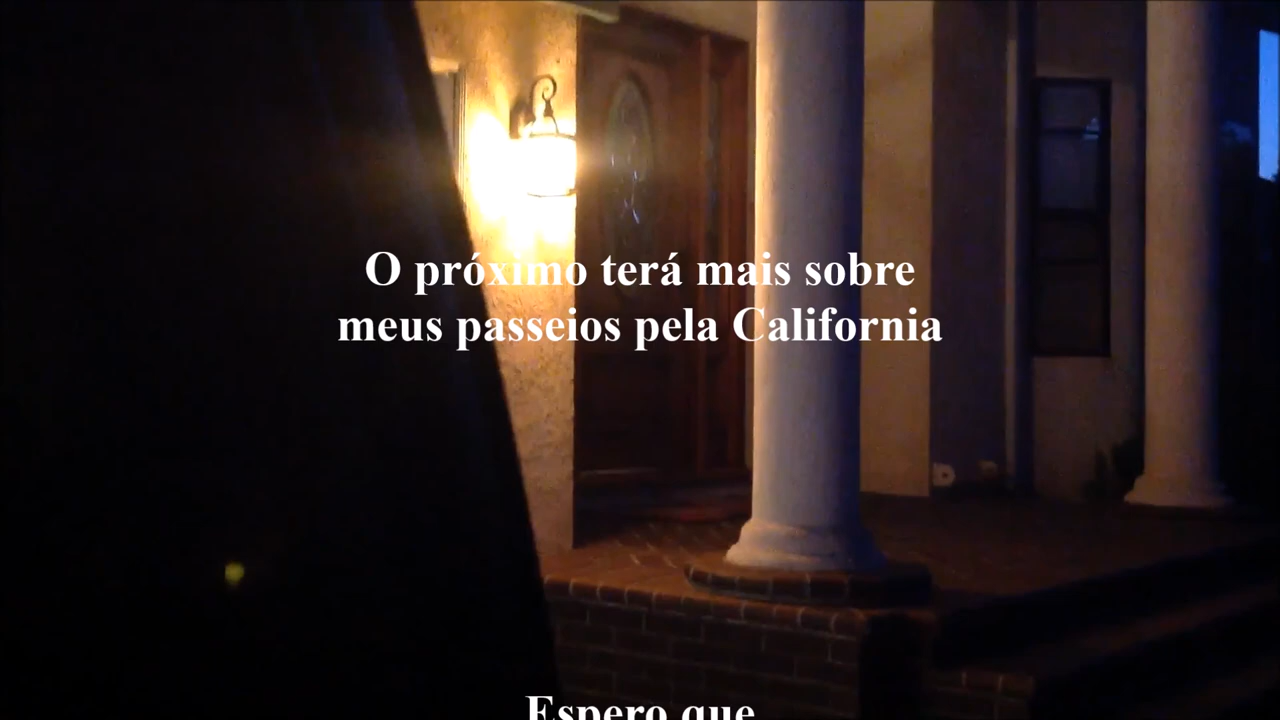 O próximo terá mais sobre
meus passeios pela California
Espero que